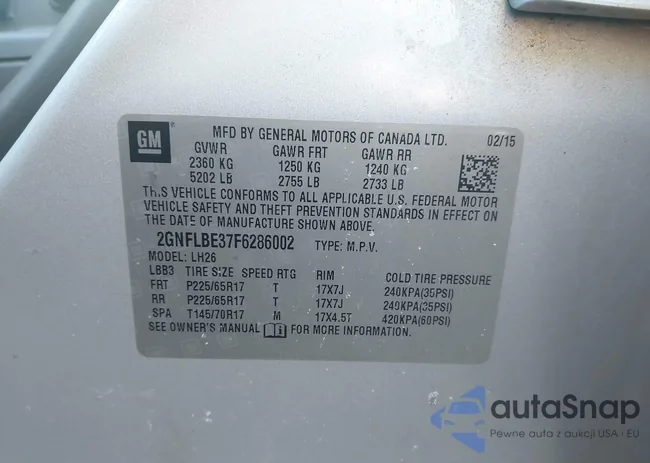 GM
MFD BY GENERAL MOTORS OF CANADA LTD. 02/15
GVWR GAWR FRT GAWR RR
2360 KG 1250 KG 1240 KG
5202 LB 2755 LB 2733 LB
THIS VEHICLE CONFORMS TO ALL APPLICABLE U.S. FEDERAL MOTOR
VEHICLE SAFETY AND THEFT PREVENTION STANDARDS IN EFFECT ON
THE DATE OF MANUFACTURE SHOWN ABOVE.
2GNFLBE37F6286002 TYPE: M.P.V.
MODEL: LH26
LBB3 TIRE SIZE SPEED RTG RIM COLD TIRE PRESSURE
FRT P225/65R17 T 17X7J 240KPA(35PSI)
RR P225/65R17 T 17X7J 240KPA(35PSI)
SPA T145/70R17 M 17X4.5T 420KPA(60PSI)
SEE OWNER'S MANUAL FOR MORE INFORMATION.
autoSnap
Pewne auta z aukcji USA i EU